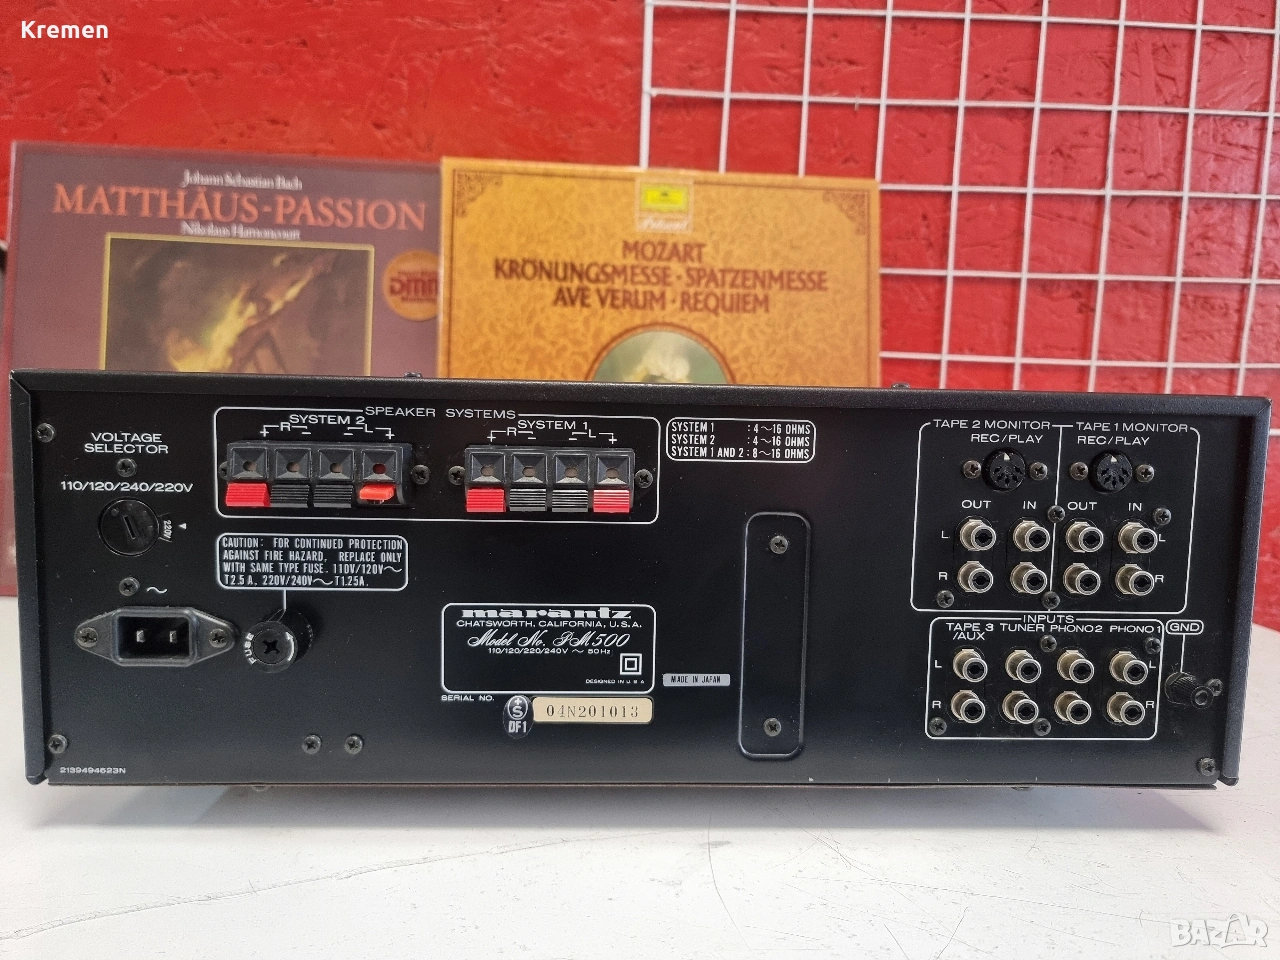 Kremen
Johann Sebastian Bach
MATTHÄUS-PASSION
Nikolaus Harnoncourt
DMM
MOZART
KRÖNUNGSMESSE · SPATZENMESSE
AVE VERUM · REQUIEM
VOLTAGE
SELECTOR
110/120/240/220V
220V
SPEAKER SYSTEMS
SYSTEM 2
+ R − − L +
SYSTEM 1
+ R − − L +
SYSTEM 1 : 4~16 OHMS
SYSTEM 2 : 4~16 OHMS
SYSTEM 1 AND 2 : 8~16 OHMS
CAUTION: FOR CONTINUED PROTECTION
AGAINST FIRE HAZARD, REPLACE ONLY
WITH SAME TYPE FUSE. 110V/120V~
T2.5A, 220V/240V~T1.25A.
~
FUSE
marantz
CHATSWORTH, CALIFORNIA, U.S.A.
Model No. PM500
110/120/220/240V ~ 50Hz
DESIGNED IN U.S.A
MADE IN JAPAN
SERIAL NO.
S
DF1
04N201013
2139494523N
TAPE 2 MONITOR
REC/PLAY
TAPE 1 MONITOR
REC/PLAY
OUT IN OUT IN
L L
R R
INPUTS
TAPE 3
/AUX
TUNER
PHONO 2
PHONO 1
GND
L L
R R
BAZAR